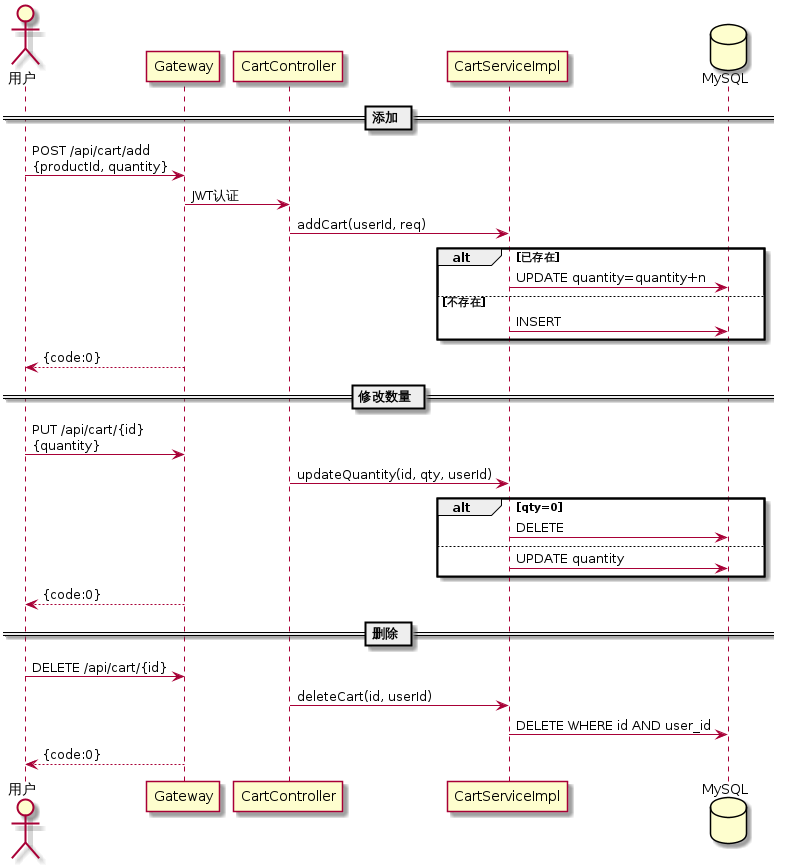 用户
Gateway
CartController
CartServiceImpl
MySQL
添加
POST /api/cart/add
{productId, quantity}
JWT认证
addCart(userId, req)
alt
[已存在]
UPDATE quantity=quantity+n
[不存在]
INSERT
{code:0}
修改数量
PUT /api/cart/{id}
{quantity}
updateQuantity(id, qty, userId)
alt
[qty=0]
DELETE
UPDATE quantity
{code:0}
删除
DELETE /api/cart/{id}
deleteCart(id, userId)
DELETE WHERE id AND user_id
{code:0}
用户
Gateway
CartController
CartServiceImpl
MySQL